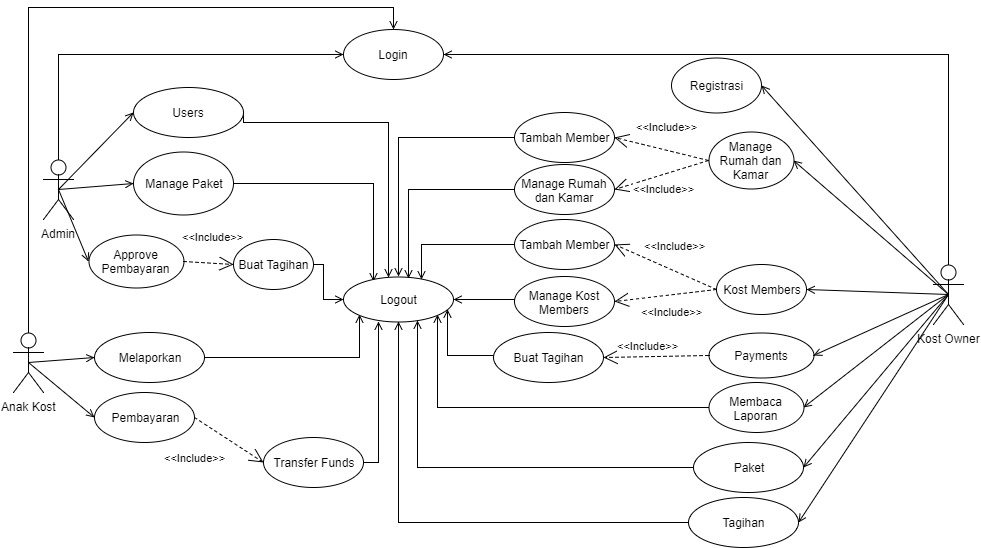 Login
Registrasi
Users
Tambah Member
<<Include>>
Manage
Rumah dan
Kamar
Manage Paket
Manage Rumah
dan Kamar
<<Include>>
Admin
<<Include>>
Approve
Pembayaran
Buat Tagihan
Tambah Member
<<Include>>
Kost Members
Logout
Manage Kost
Members
<<Include>>
Kost Owner
Melaporkan
Buat Tagihan
<<Include>>
Payments
Anak Kost
Pembayaran
Membaca
Laporan
<<Include>>
Transfer Funds
Paket
Tagihan